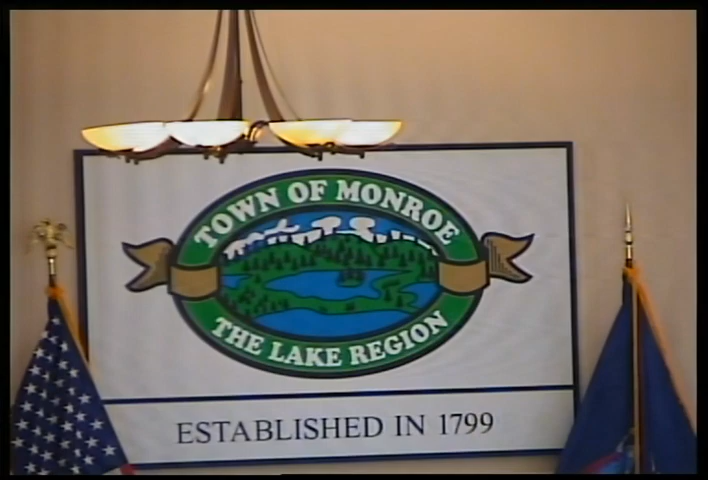 TOWN OF MONROE
THE LAKE REGION
ESTABLISHED IN 1799